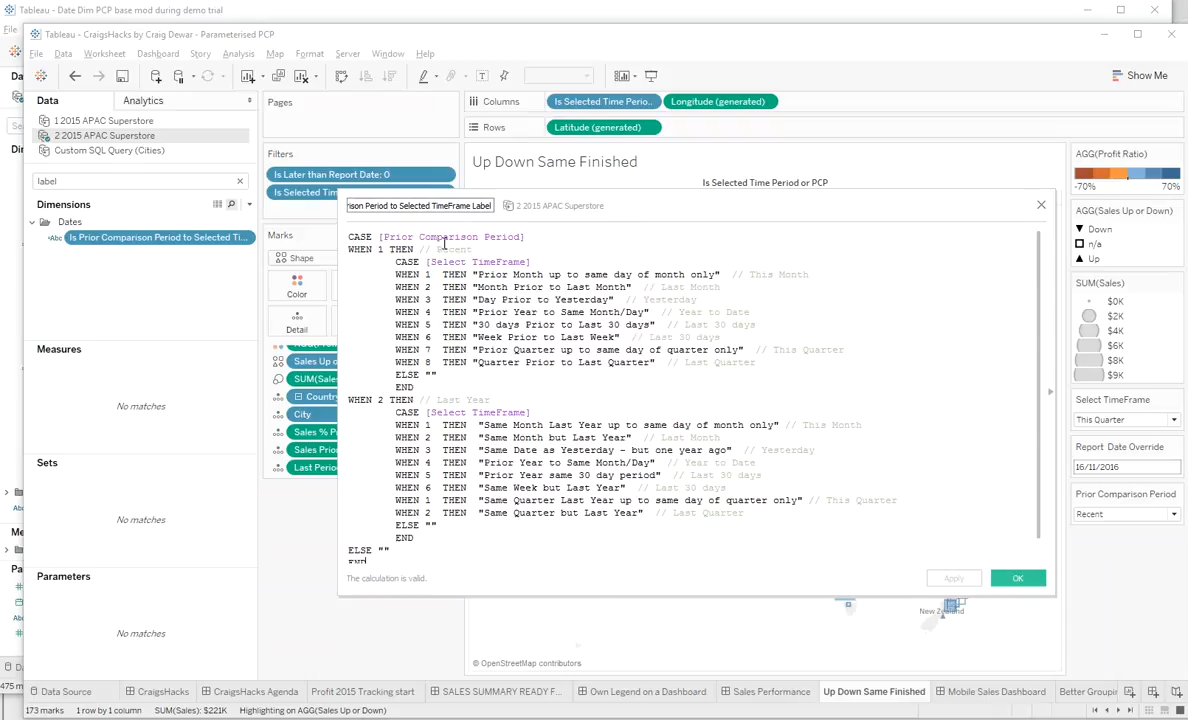 Tableau - Date Dim PCP base mod during demo trial
File
Tableau - CraigsHacks by Craig Dewar - Parameterised PCP
File Data Worksheet Dashboard Story Analysis Map Format Server Window Help
Show Me
Data
Analytics
1 2015 APAC Superstore
2 2015 APAC Superstore
Custom SQL Query (Cities)
label
Dimensions
Dates
Abc Is Prior Comparison Period to Selected Ti...
Measures
No matches
Sets
No matches
Parameters
No matches
Pages
Filters
Is Later than Report Date: 0
Is Selected Tim
Marks
Shape
Color
Detail
Sales Up o
SUM(Sales
Countr
City
Sales % P
Sales Prio
Last Period
Columns
Is Selected Time Perio..
Longitude (generated)
Rows
Latitude (generated)
Up Down Same Finished
Is Selected Time Period or PCP
rison Period to Selected TimeFrame Label
2 2015 APAC Superstore
CASE [Prior Comparison Period]
WHEN 1 THEN // Recent
CASE [Select TimeFrame]
WHEN 1 THEN "Prior Month up to same day of month only" // This Month
WHEN 2 THEN "Month Prior to Last Month" // Last Month
WHEN 3 THEN "Day Prior to Yesterday" // Yesterday
WHEN 4 THEN "Prior Year to Same Month/Day" // Year to Date
WHEN 5 THEN "30 days Prior to Last 30 days" // Last 30 days
WHEN 6 THEN "Week Prior to Last Week" // Last 30 days
WHEN 7 THEN "Prior Quarter up to same day of quarter only" // This Quarter
WHEN 8 THEN "Quarter Prior to Last Quarter" // Last Quarter
ELSE ""
END
WHEN 2 THEN // Last Year
CASE [Select TimeFrame]
WHEN 1 THEN "Same Month Last Year up to same day of month only" // This Month
WHEN 2 THEN "Same Month but Last Year" // Last Month
WHEN 3 THEN "Same Date as Yesterday - but one year ago" // Yesterday
WHEN 4 THEN "Prior Year to Same Month/Day" // Year to Date
WHEN 5 THEN "Prior Year same 30 day period" // Last 30 days
WHEN 6 THEN "Same Week but Last Year" // Last 30 days
WHEN 1 THEN "Same Quarter Last Year up to same day of quarter only" // This Quarter
WHEN 2 THEN "Same Quarter but Last Year" // Last Quarter
ELSE ""
END
ELSE ""
END
The calculation is valid.
Apply
OK
New Zealand
© OpenStreetMap contributors
AGG(Profit Ratio)
-70% 70%
AGG(Sales Up or Down)
Down
n/a
Up
SUM(Sales)
$0K
$2K
$4K
$6K
$8K
$9K
Select TimeFrame
This Quarter
Report Date Override
16/11/2016
Prior Comparison Period
Recent
Data Source
CraigsHacks
CraigsHacks Agenda
Profit 2015 Tracking start
SALES SUMMARY READY F...
Own Legend on a Dashboard
Sales Performance
Up Down Same Finished
Mobile Sales Dashboard
Better Groupin
173 marks 1 row by 1 column SUM(Sales): $221K Highlighting on AGG(Sales Up or Down)